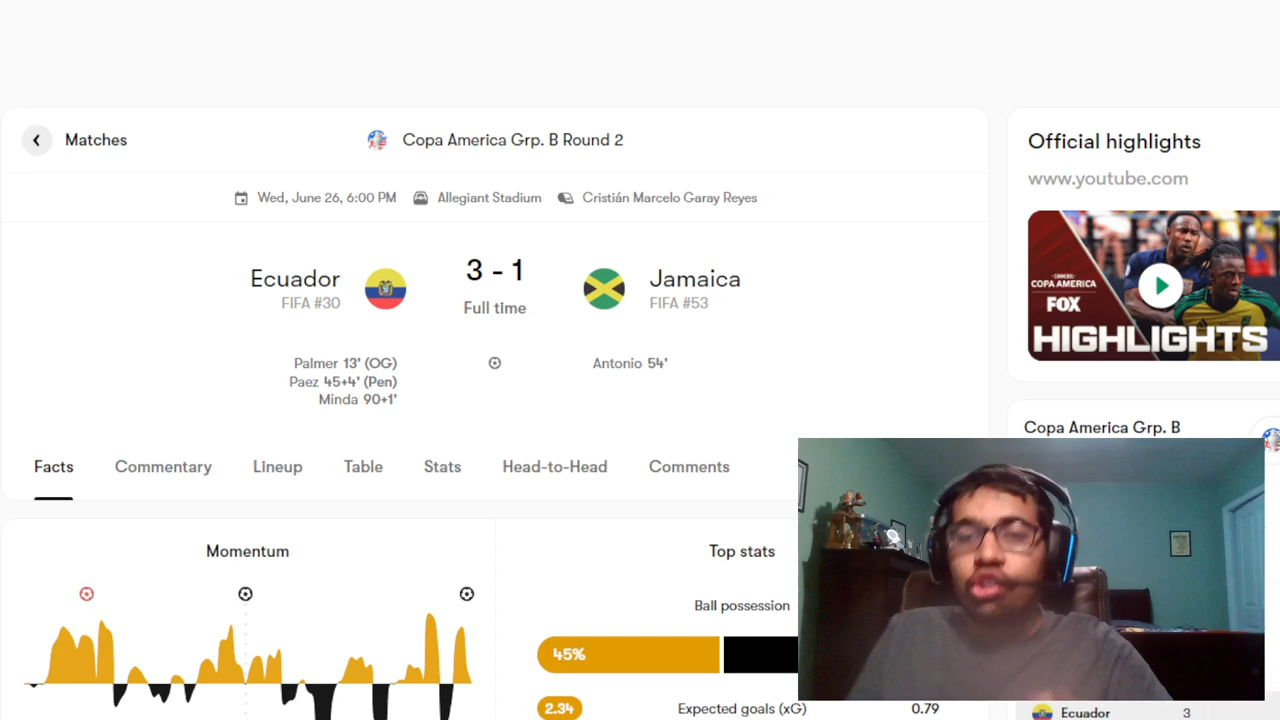 Matches
Copa America Grp. B Round 2
Wed, June 26, 6:00 PM Allegiant Stadium Cristián Marcelo Garay Reyes
Ecuador
FIFA #30
3 - 1
Full time
Jamaica
FIFA #53
Palmer 13' (OG)
Paez 45+4' (Pen)
Minda 90+1'
Antonio 54'
Facts Commentary Lineup Table Stats Head-to-Head Comments
Momentum
Top stats
Ball possession
45%
2.34 Expected goals (xG) 0.79
Official highlights
www.youtube.com
CONMEBOL
COPA AMERICA
FOX
HIGHLIGHTS
Copa America Grp. B
Ecuador 3